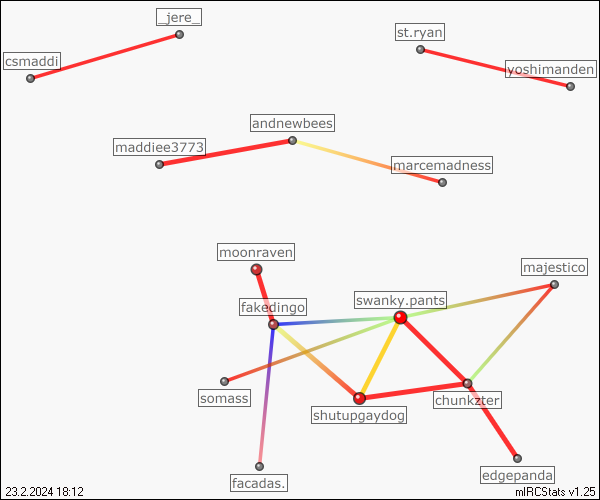 _jere_
st.ryan
csmaddi
yoshimanden
andnewbees
maddiee3773
marcemadness
moonraven
majestico
fakedingo
swanky.pants
somass
chunkzter
shutupgaydog
edgepanda
facadas.
23.2.2024 18:12
mIRCStats v1.25